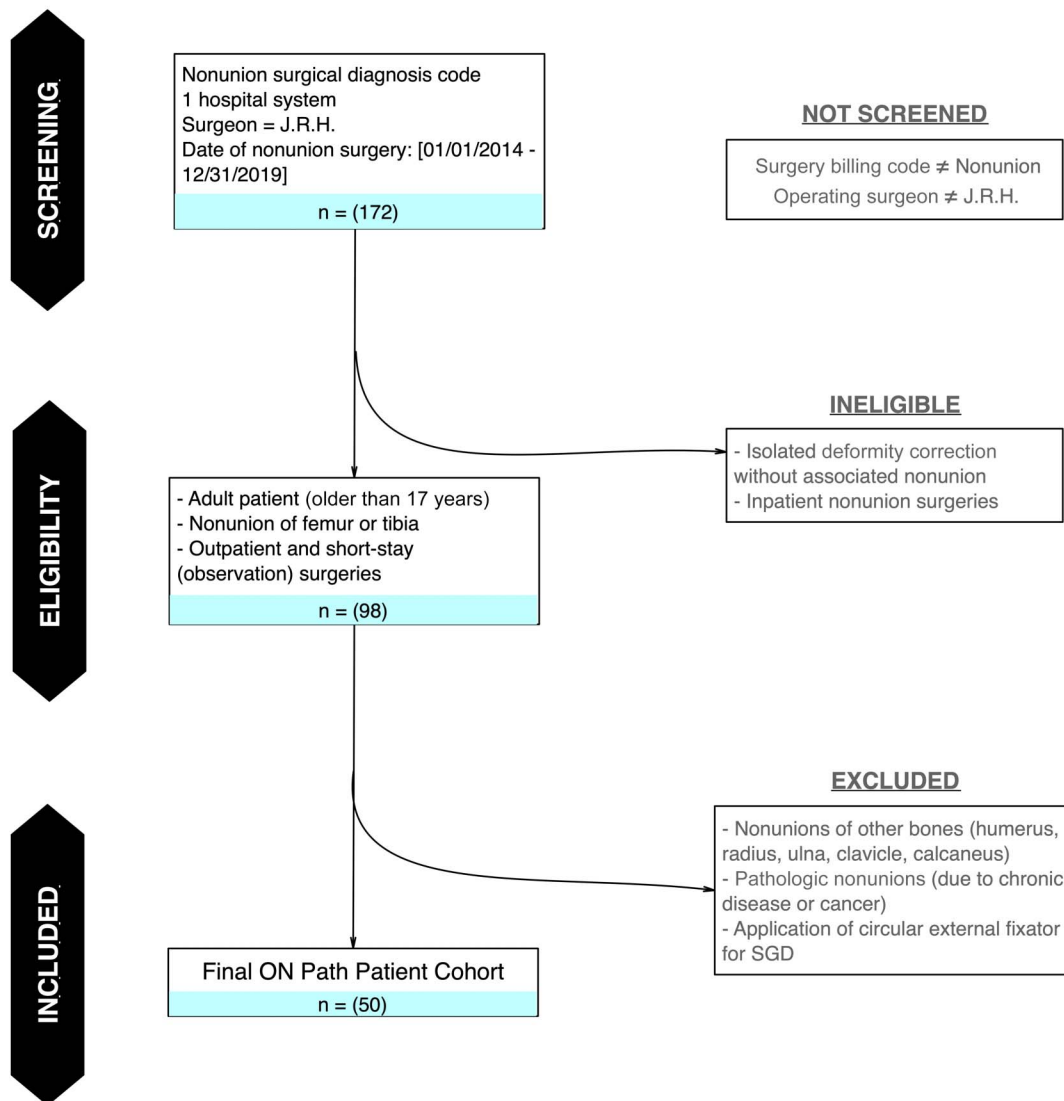 SCREENING
Nonunion surgical diagnosis code
1 hospital system
Surgeon = J.R.H.
Date of nonunion surgery: [01/01/2014 -
12/31/2019]
n = (172)
NOT SCREENED
Surgery billing code ≠ Nonunion
Operating surgeon ≠ J.R.H.
ELIGIBILITY
- Adult patient (older than 17 years)
- Nonunion of femur or tibia
- Outpatient and short-stay
(observation) surgeries
n = (98)
INELIGIBLE
- Isolated deformity correction
without associated nonunion
- Inpatient nonunion surgeries
INCLUDED
Final ON Path Patient Cohort
n = (50)
EXCLUDED
- Nonunions of other bones (humerus,
radius, ulna, clavicle, calcaneus)
- Pathologic nonunions (due to chronic
disease or cancer)
- Application of circular external fixator
for SGD